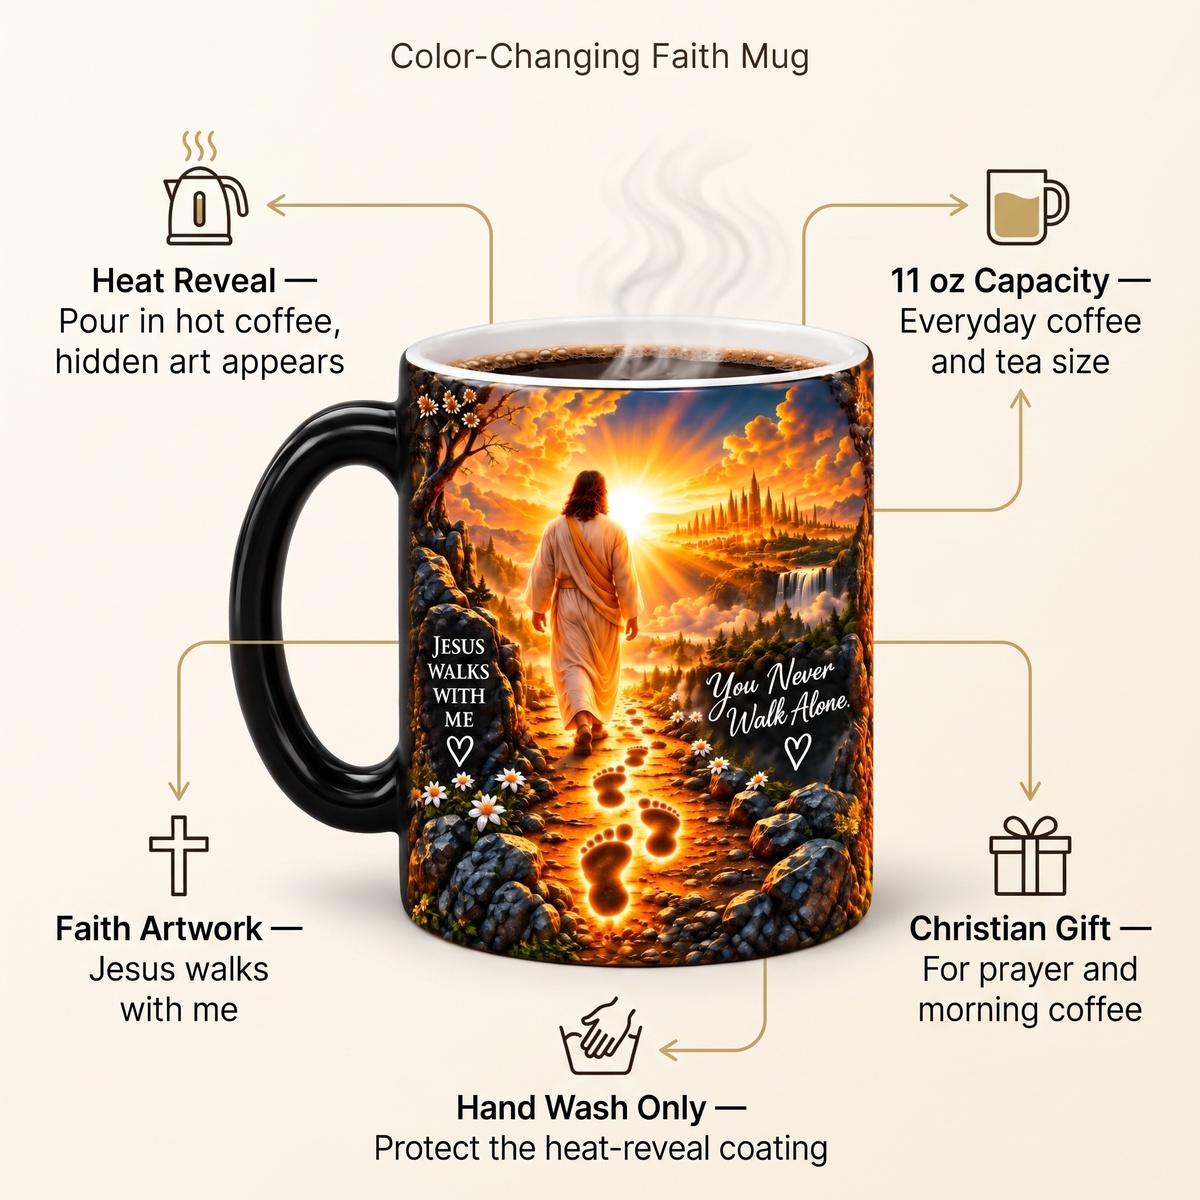 Color-Changing Faith Mug
Heat Reveal —
Pour in hot coffee,
hidden art appears
11 oz Capacity —
Everyday coffee
and tea size
JESUS
WALKS
WITH
ME
You Never
Walk Alone.
Faith Artwork —
Jesus walks
with me
Christian Gift —
For prayer and
morning coffee
Hand Wash Only —
Protect the heat-reveal coating